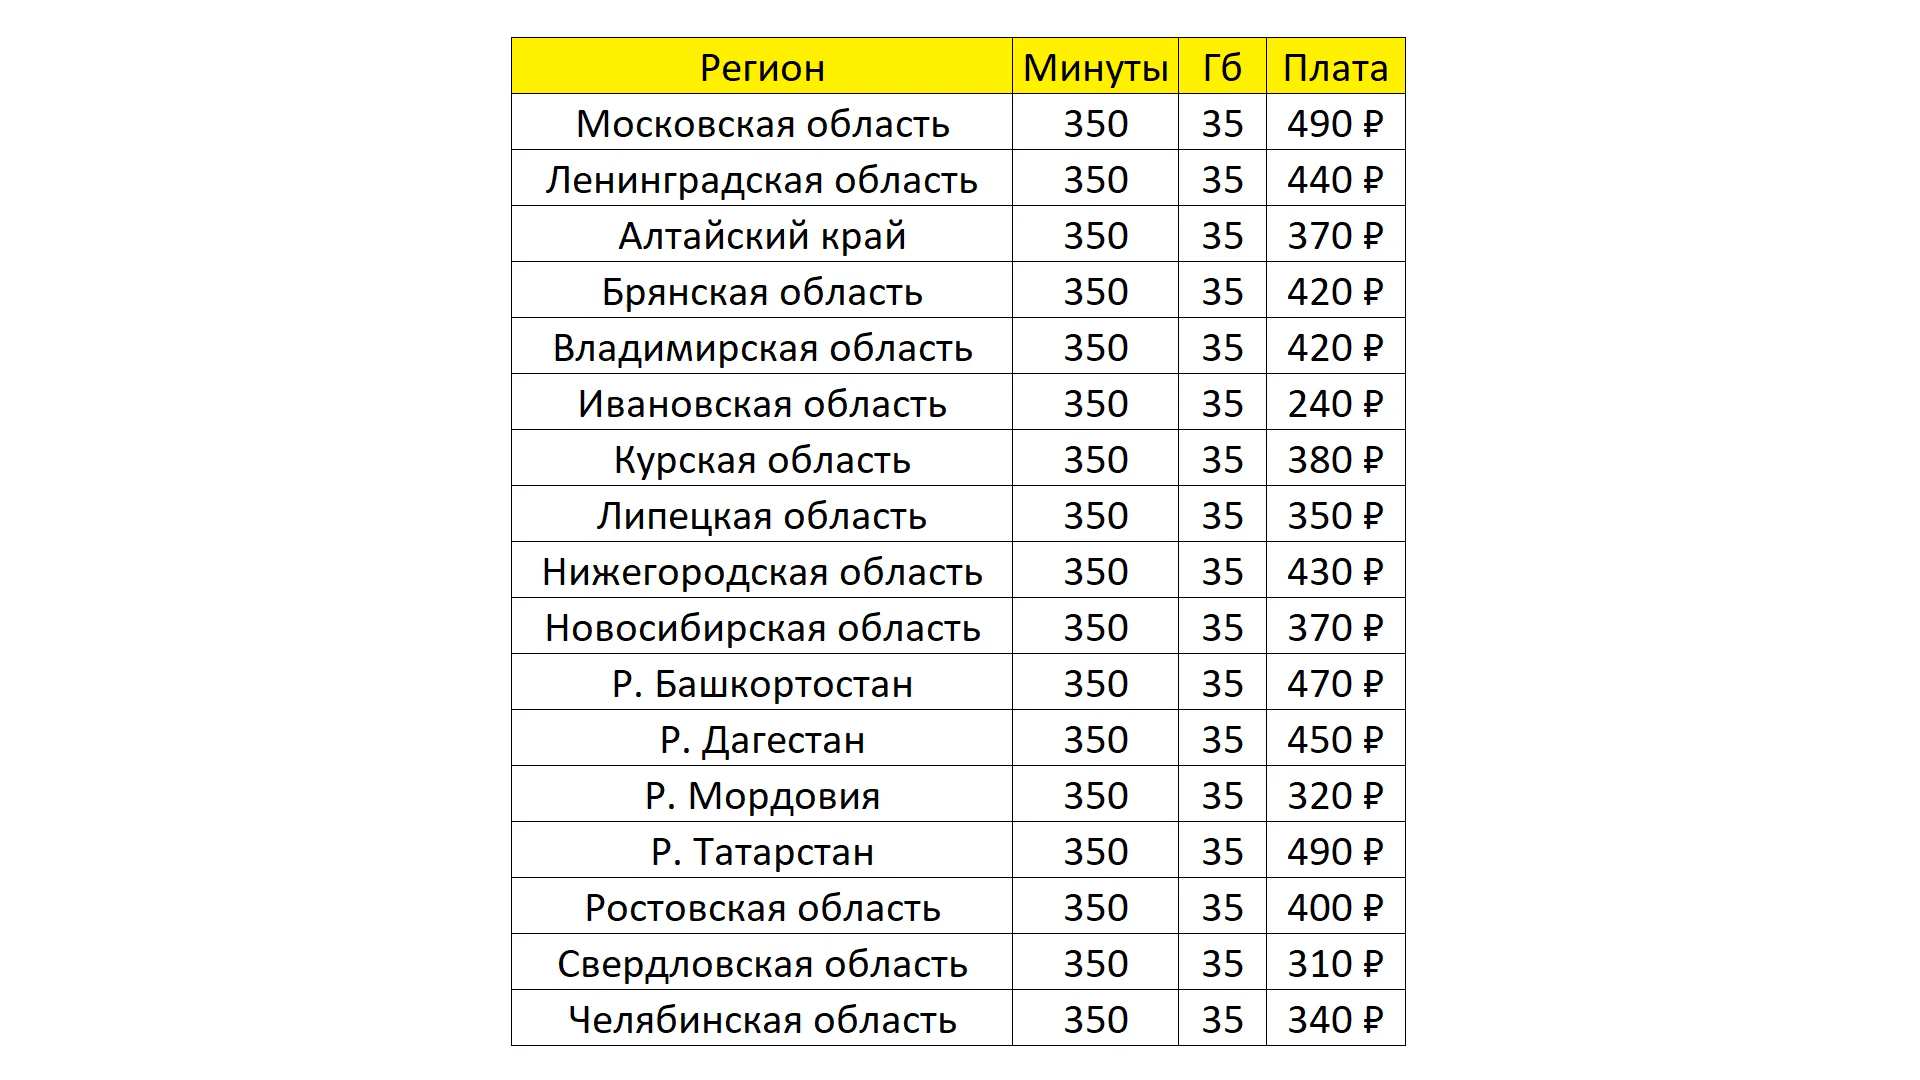 Регион Минуты Гб Плата
Московская область 350 35 490 ₽
Ленинградская область 350 35 440 ₽
Алтайский край 350 35 370 ₽
Брянская область 350 35 420 ₽
Владимирская область 350 35 420 ₽
Ивановская область 350 35 240 ₽
Курская область 350 35 380 ₽
Липецкая область 350 35 350 ₽
Нижегородская область 350 35 430 ₽
Новосибирская область 350 35 370 ₽
Р. Башкортостан 350 35 470 ₽
Р. Дагестан 350 35 450 ₽
Р. Мордовия 350 35 320 ₽
Р. Татарстан 350 35 490 ₽
Ростовская область 350 35 400 ₽
Свердловская область 350 35 310 ₽
Челябинская область 350 35 340 ₽